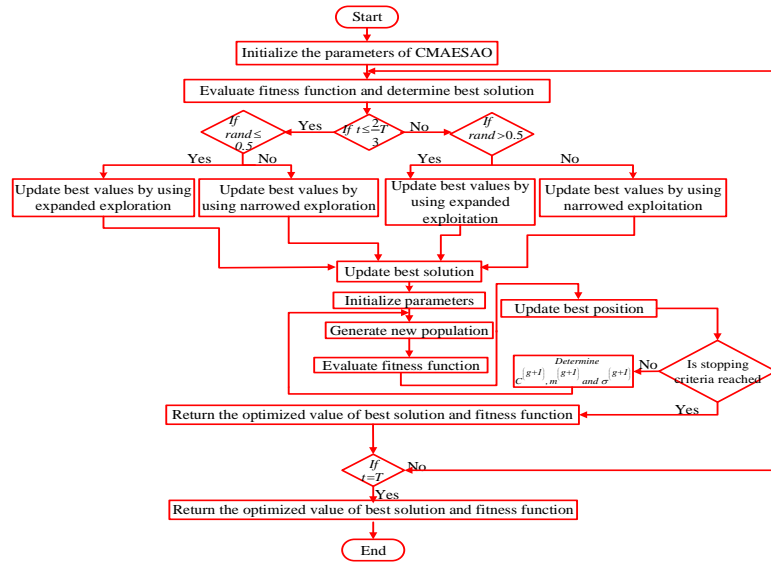 Start
Initialize the parameters of CMAESAO
Evaluate fitness function and determine best solution
If
rand≤
0.5
Yes
If t≤2/3T
No
If
rand>0.5
Yes
No
Yes
No
Update best values by using
expanded exploration
Update best values by
using narrowed exploration
Update best values by
using expanded
exploitation
Update best values by using
narrowed exploitation
Update best solution
Initialize parameters
Generate new population
Evaluate fitness function
Update best position
Is stopping
criteria reached
No
Determine
C^(g+1), m^(g+1) and σ^(g+1)
Yes
Return the optimized value of best solution and fitness function
If
t=T
No
Yes
Return the optimized value of best solution and fitness function
End